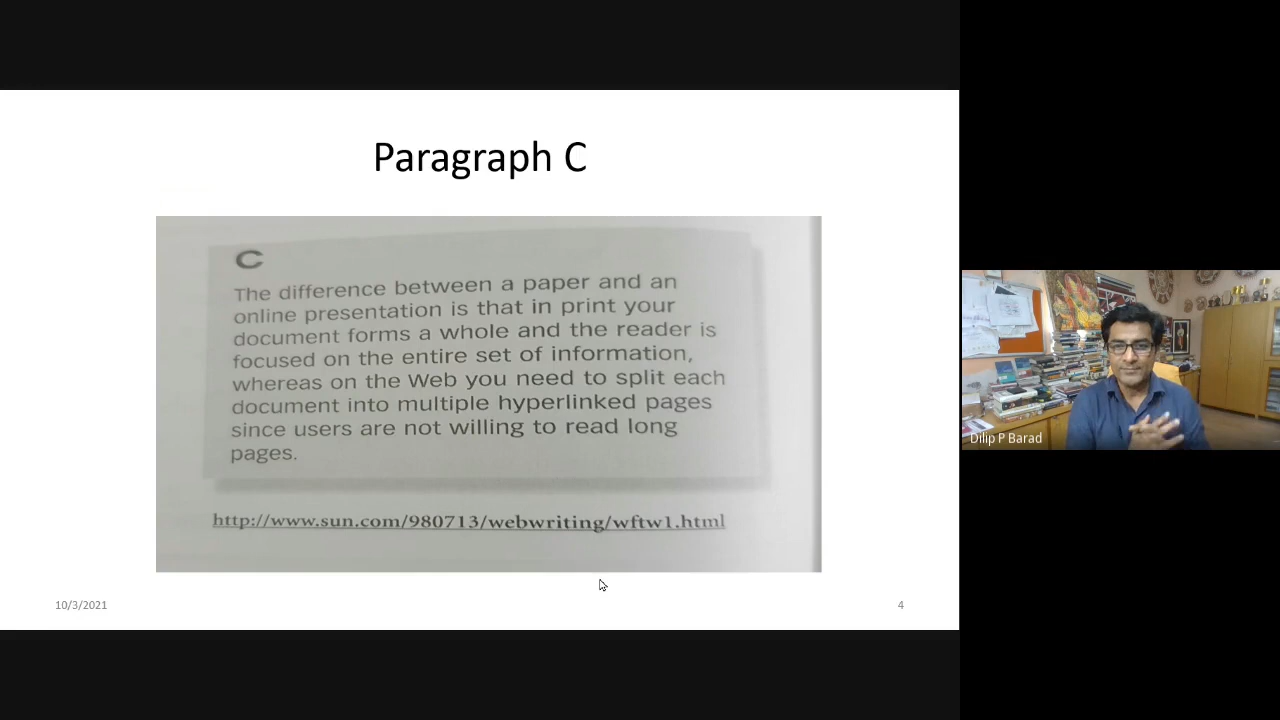 Paragraph C
C
The difference between a paper and an
online presentation is that in print your
document forms a whole and the reader is
focused on the entire set of information,
whereas on the Web you need to split each
document into multiple hyperlinked pages
since users are not willing to read long
pages.
http://www.sun.com/980713/webwriting/wftw1.html
10/3/2021
4
Dilip P Barad